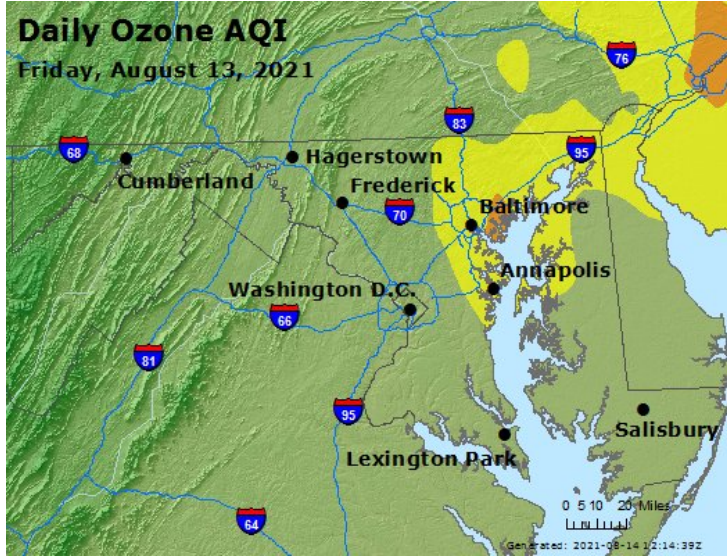 Daily Ozone AQI
Friday, August 13, 2021
76
83
68
95
Hagerstown
Cumberland
Frederick
70
Baltimore
Annapolis
Washington D.C.
66
81
95
Salisbury
Lexington Park
64
0 5 10 20 Miles
Generated: 2021-08-14 12:14:39Z